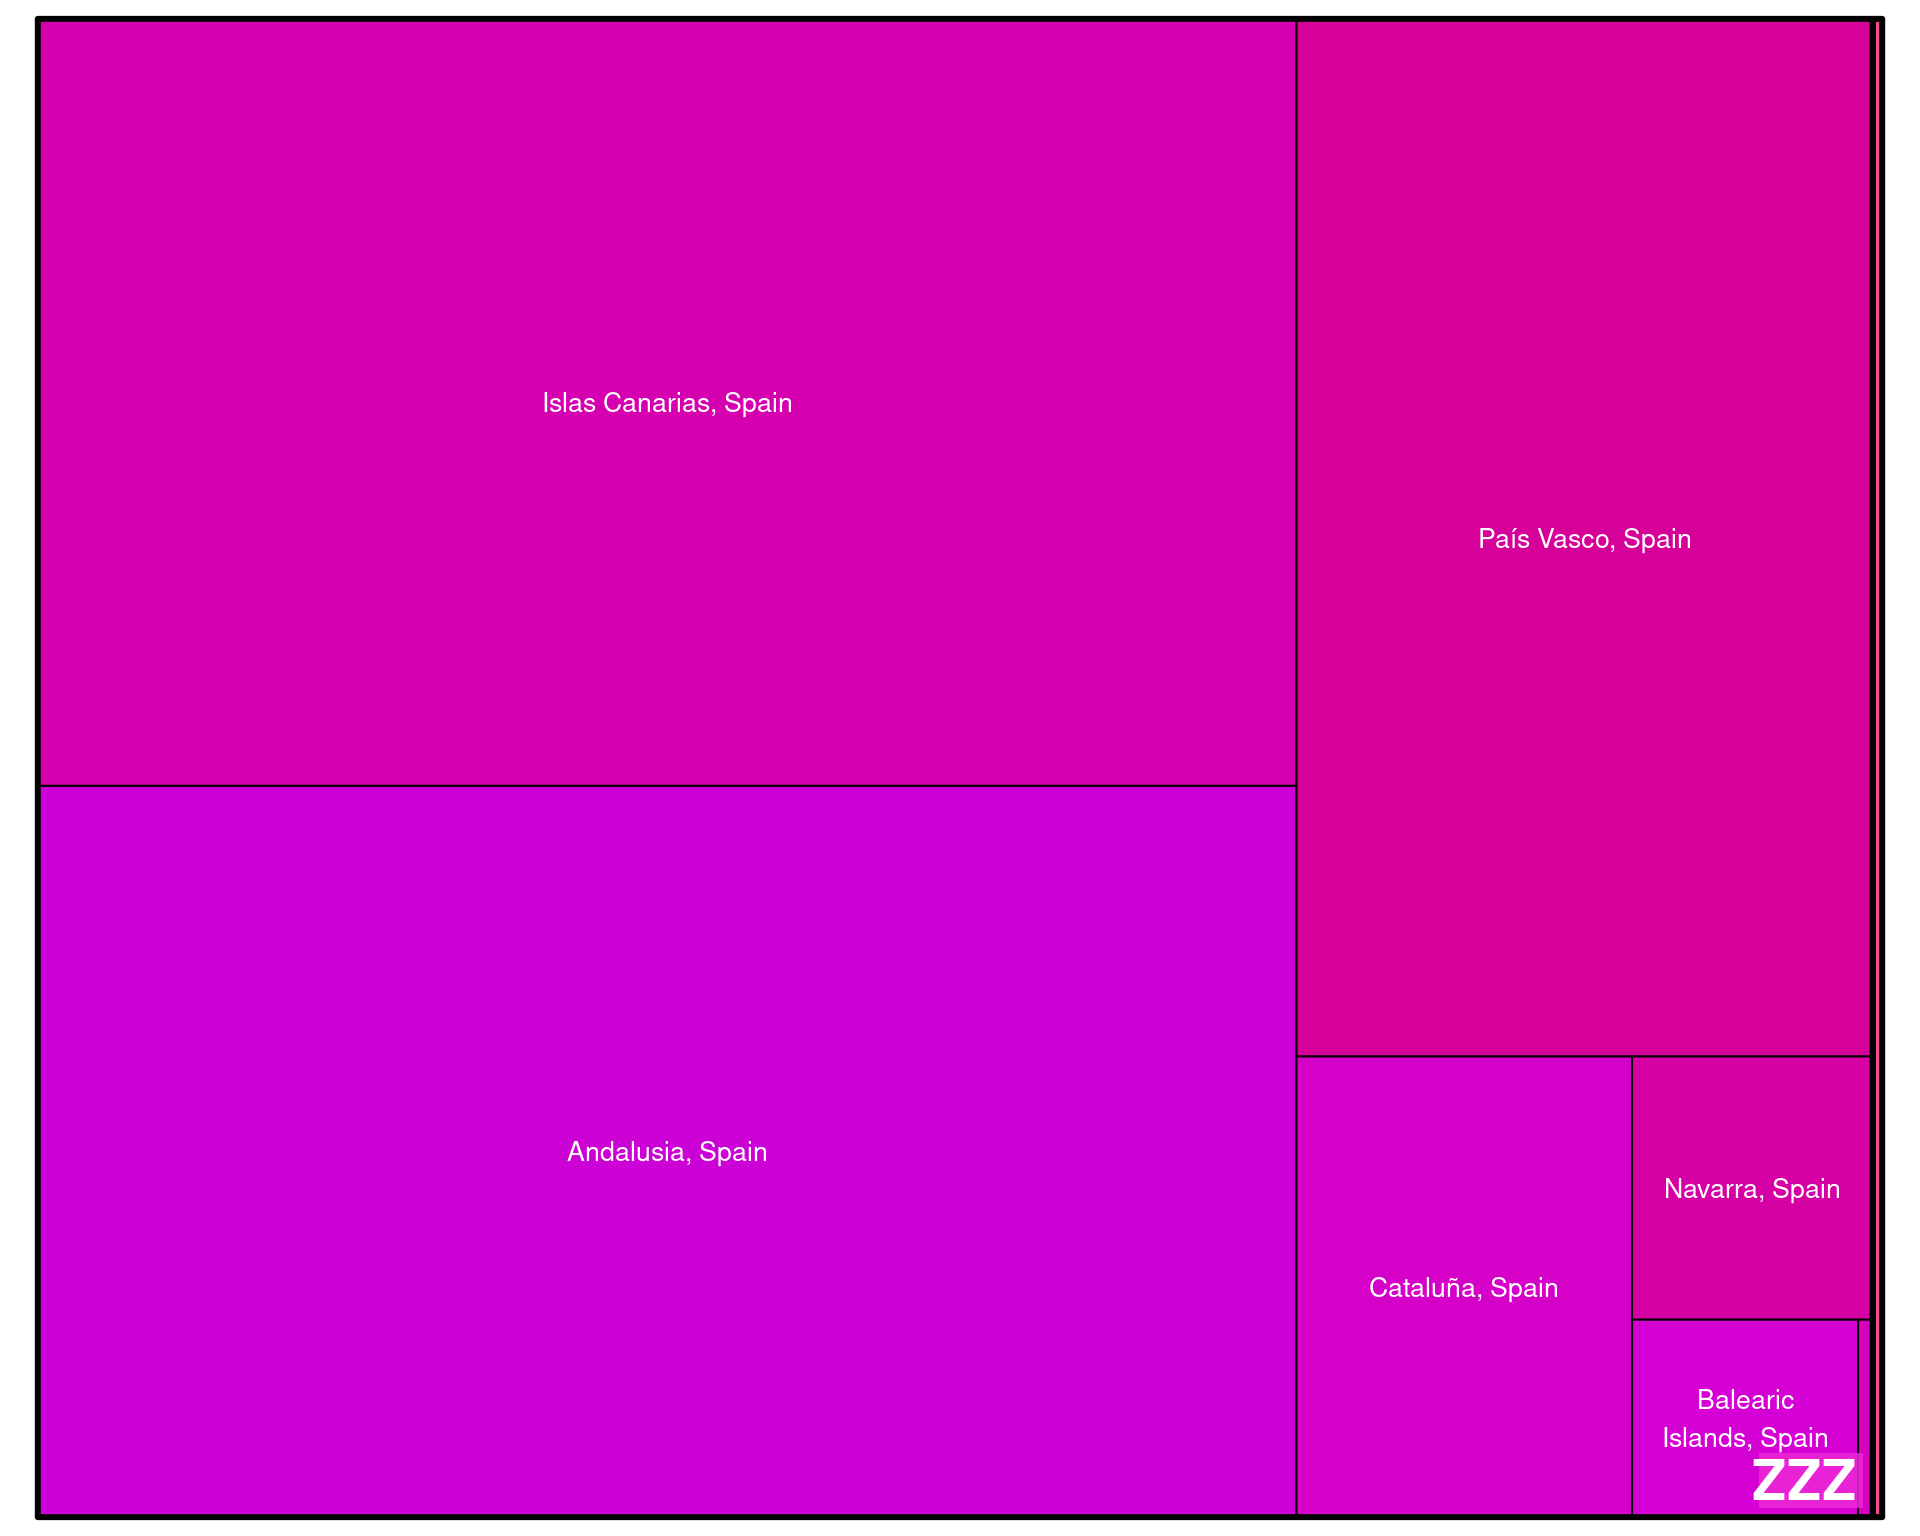 Islas Canarias, Spain
País Vasco, Spain
Andalusia, Spain
Cataluña, Spain
Navarra, Spain
Balearic
Islands, Spain
ZZZ